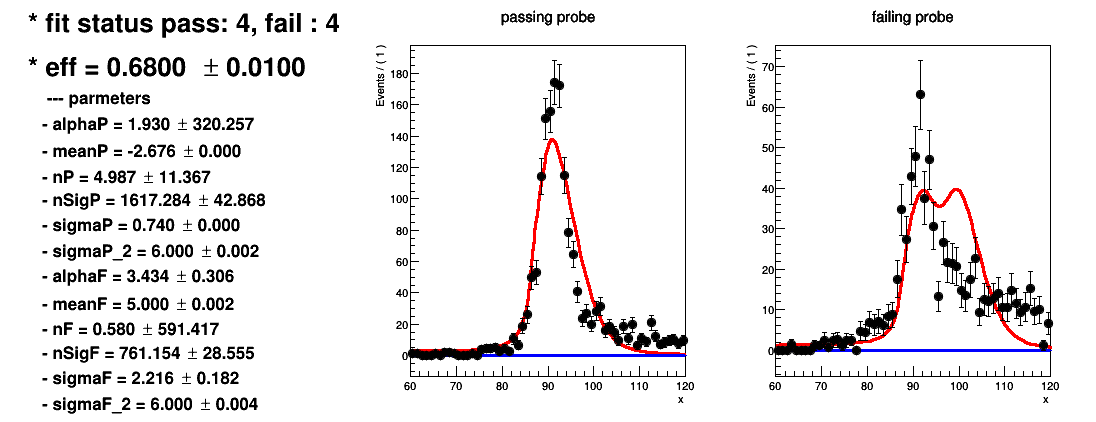 * fit status pass: 4, fail : 4
* eff = 0.6800 ± 0.0100
--- parmeters
- alphaP = 1.930 ± 320.257
- meanP = -2.676 ± 0.000
- nP = 4.987 ± 11.367
- nSigP = 1617.284 ± 42.868
- sigmaP = 0.740 ± 0.000
- sigmaP_2 = 6.000 ± 0.002
- alphaF = 3.434 ± 0.306
- meanF = 5.000 ± 0.002
- nF = 0.580 ± 591.417
- nSigF = 761.154 ± 28.555
- sigmaF = 2.216 ± 0.182
- sigmaF_2 = 6.000 ± 0.004
passing probe
Events / ( 1 )
180
160
140
120
100
80
60
40
20
0
60 70 80 90 100 110 120
x
failing probe
Events / ( 1 )
70
60
50
40
30
20
10
0
60 70 80 90 100 110 120
x